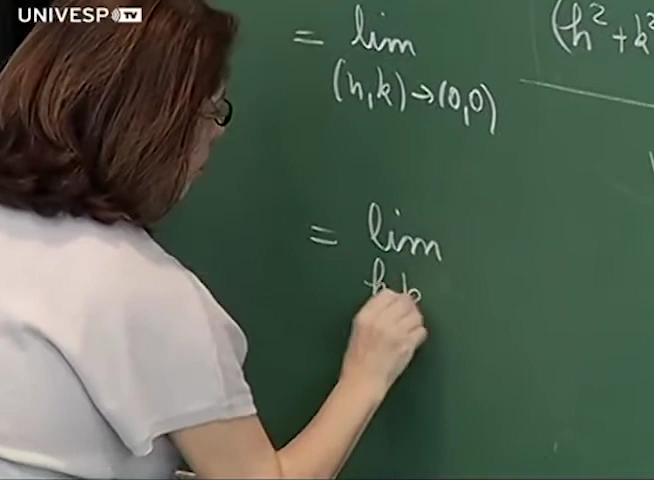 UNIVESP TV
= lim (h² + k²
(h,k)→(0,0)
= lim
h,k